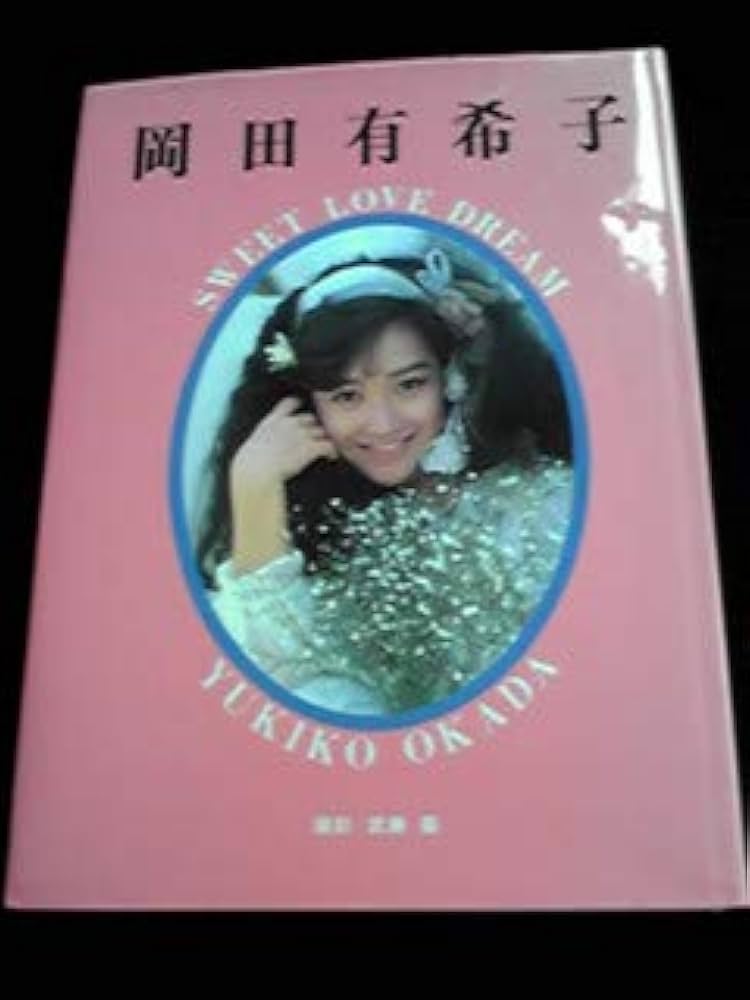 岡田有希子
SWEET LOVE DREAM
YUKIKO OKADA